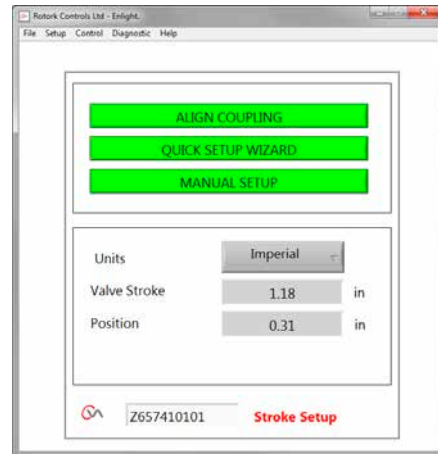 Rotork Controls Ltd - Enlight.
File Setup Control Diagnostic Help
ALIGN COUPLING
QUICK SETUP WIZARD
MANUAL SETUP
Units Imperial
Valve Stroke 1.18 in
Position 0.31 in
Z657410101 Stroke Setup